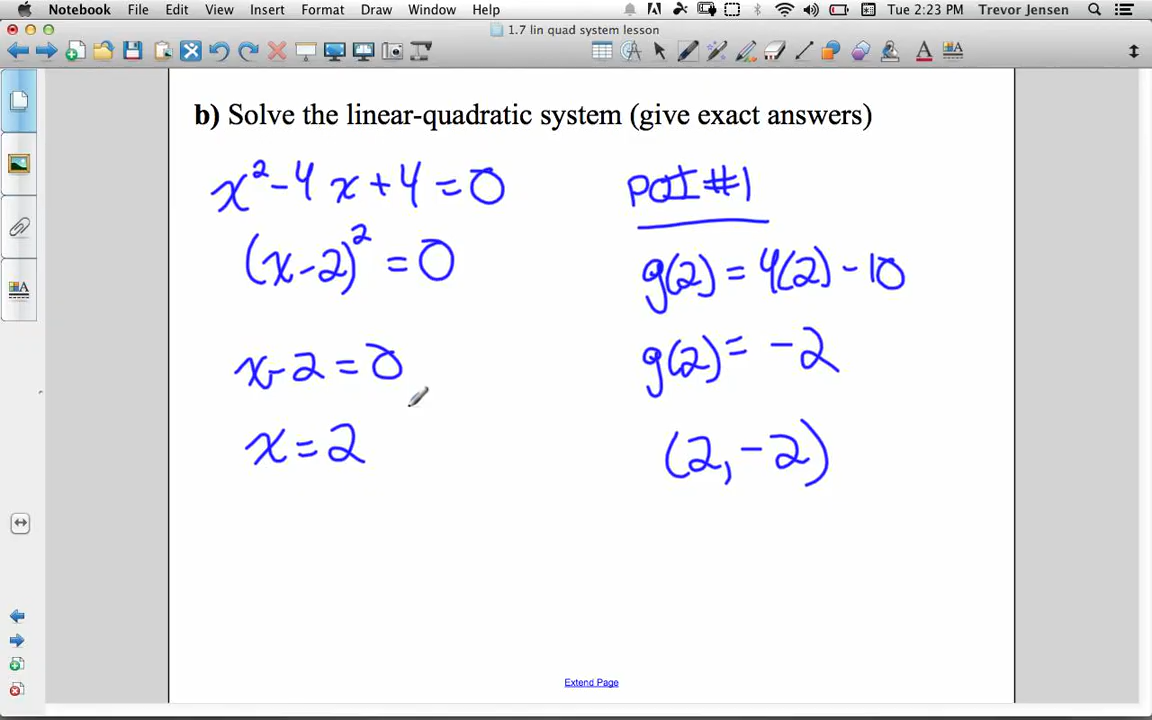 Notebook File Edit View Insert Format Draw Window Help Tue 2:23 PM Trevor Jensen
1.7 lin quad system lesson
b) Solve the linear-quadratic system (give exact answers)
x² - 4x + 4 = 0
(x - 2)² = 0
x - 2 = 0
x = 2
POI #1
g(2) = 4(2) - 10
g(2) = -2
(2, -2)
Extend Page